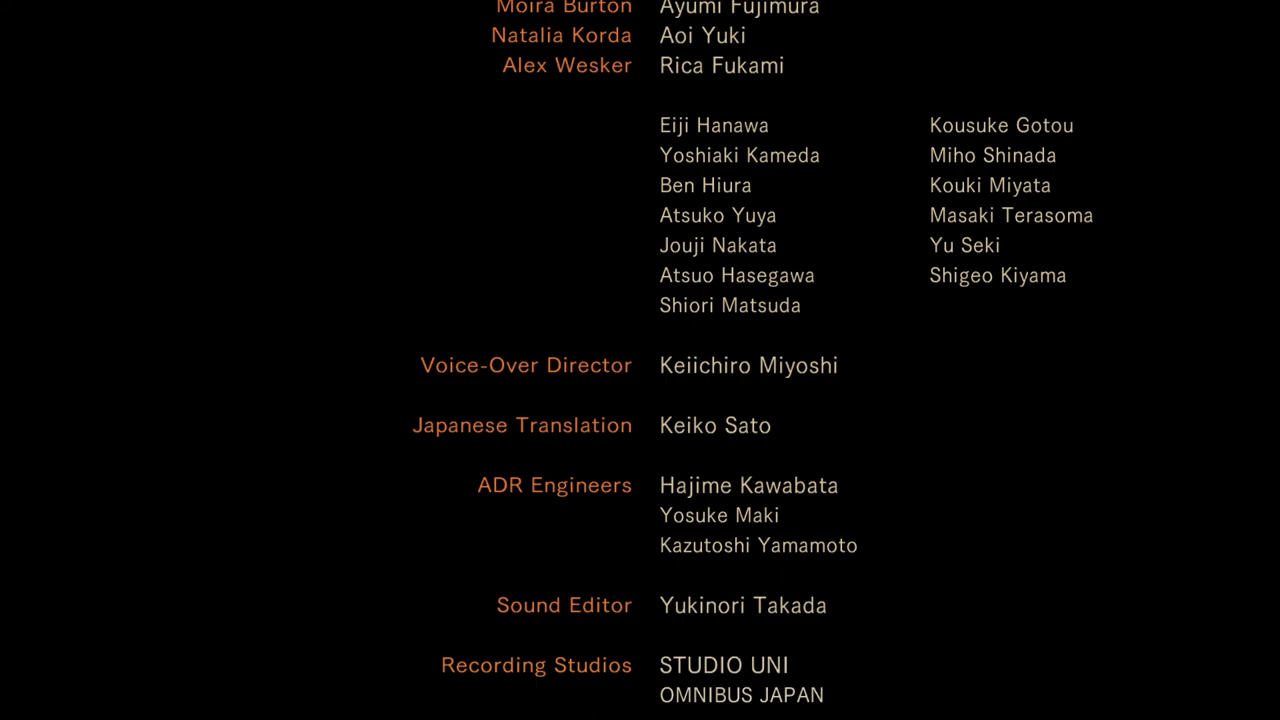 Moira Burton Ayumi Fujimura
Natalia Korda Aoi Yuki
Alex Wesker Rica Fukami
Eiji Hanawa Kousuke Gotou
Yoshiaki Kameda Miho Shinada
Ben Hiura Kouki Miyata
Atsuko Yuya Masaki Terasoma
Jouji Nakata Yu Seki
Atsuo Hasegawa Shigeo Kiyama
Shiori Matsuda
Voice-Over Director Keiichiro Miyoshi
Japanese Translation Keiko Sato
ADR Engineers Hajime Kawabata
Yosuke Maki
Kazutoshi Yamamoto
Sound Editor Yukinori Takada
Recording Studios STUDIO UNI
OMNIBUS JAPAN